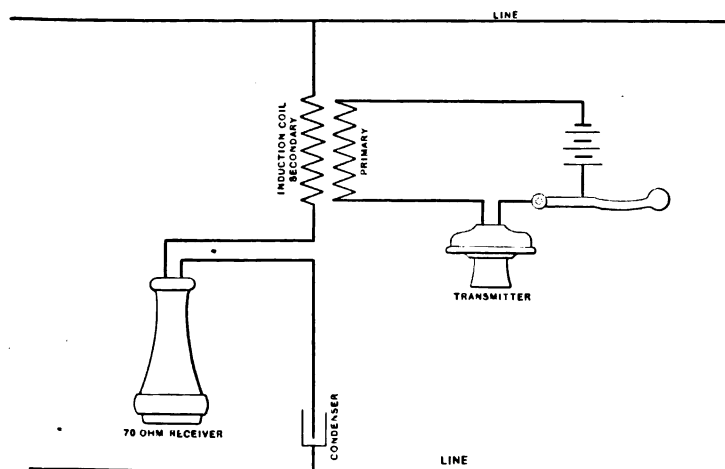 LINE
INDUCTION COIL
SECONDARY
PRIMARY
TRANSMITTER
70 OHM RECEIVER
CONDENSER
LINE